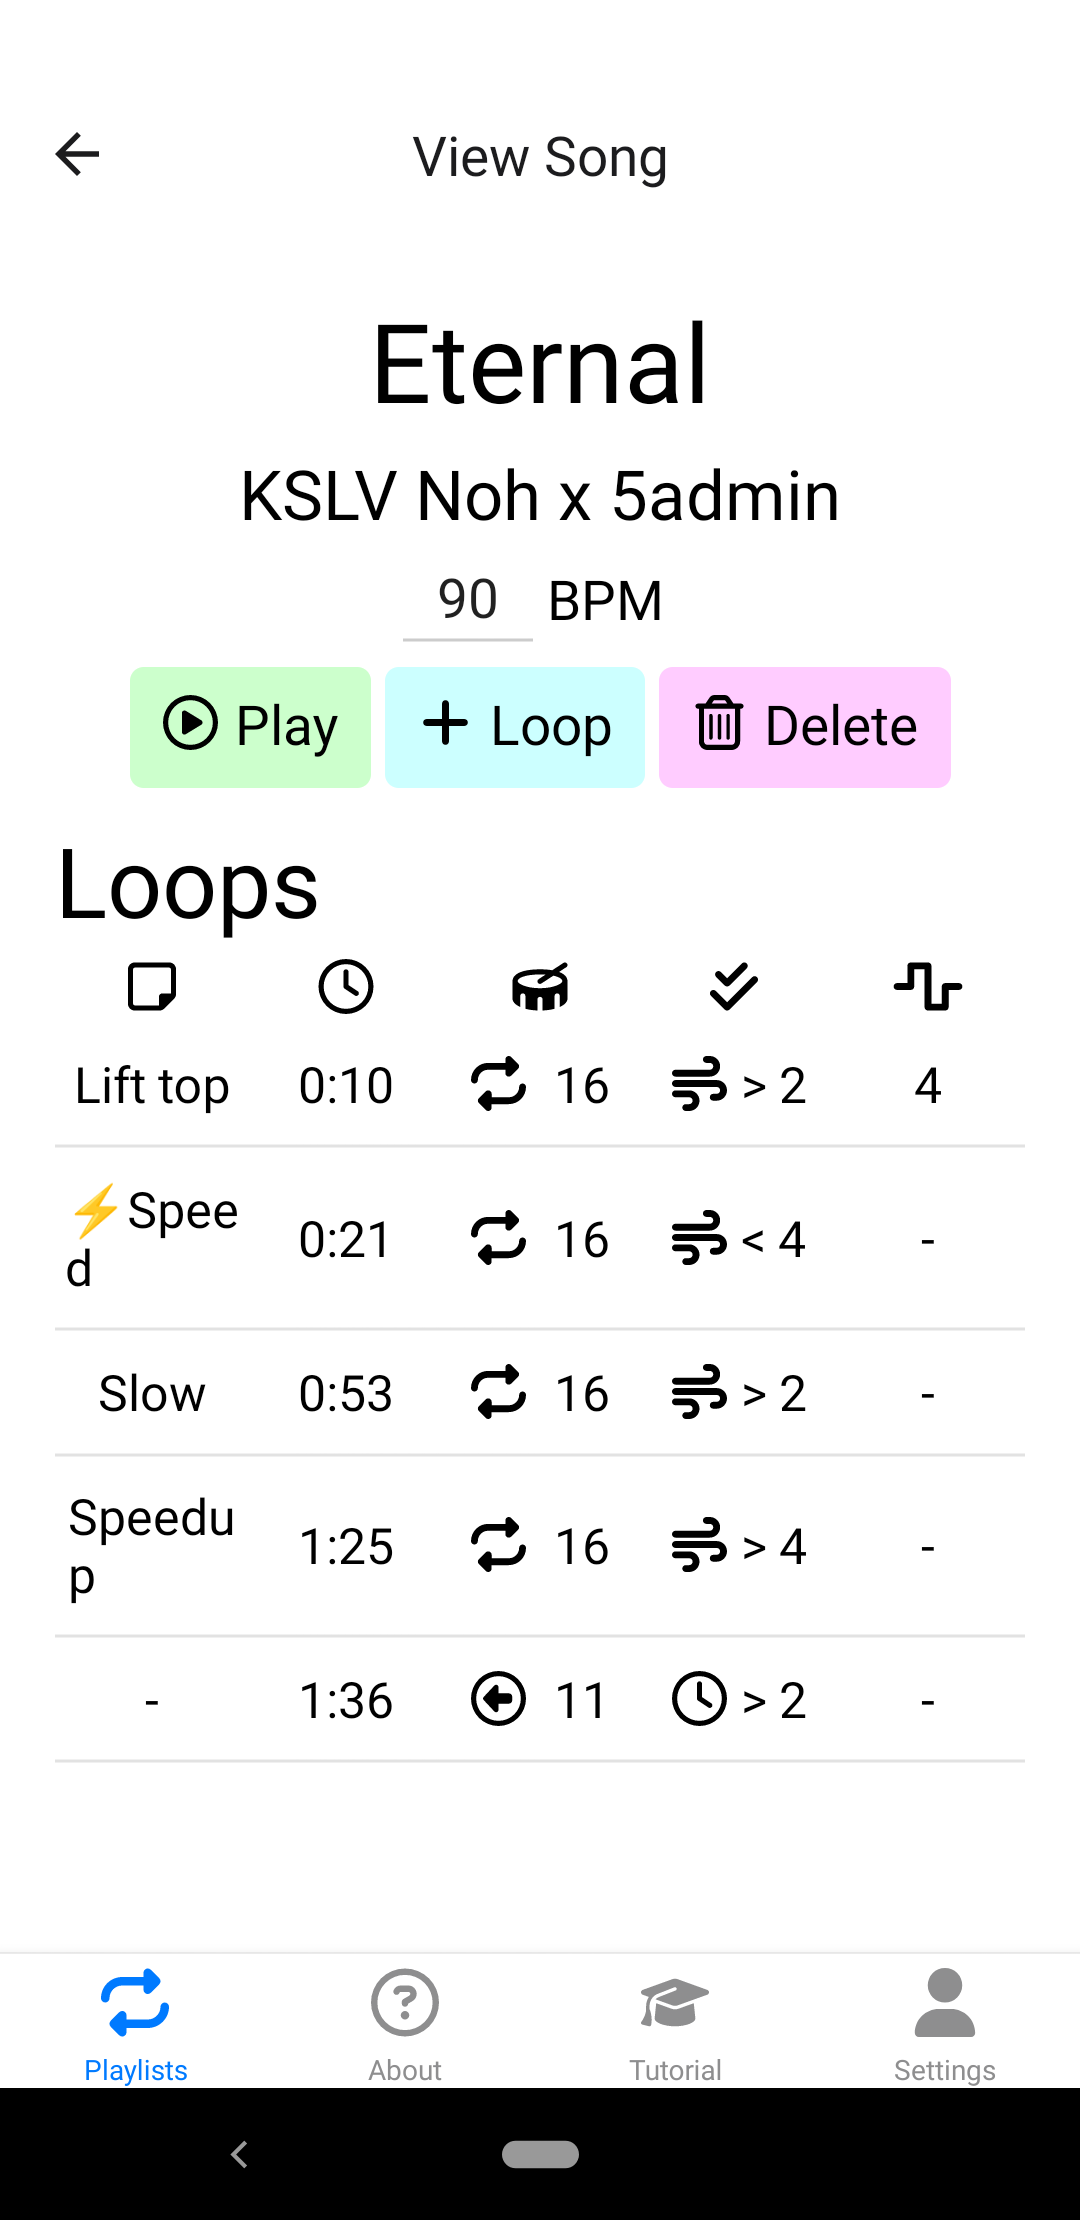 View Song
Eternal
KSLV Noh x 5admin
90 BPM
Play + Loop Delete
Loops
Lift top 0:10 16 > 2 4
⚡Spee
d 0:21 16 < 4 -
Slow 0:53 16 > 2 -
Speedu
p 1:25 16 > 4 -
- 1:36 11 > 2 -
Playlists About Tutorial Settings